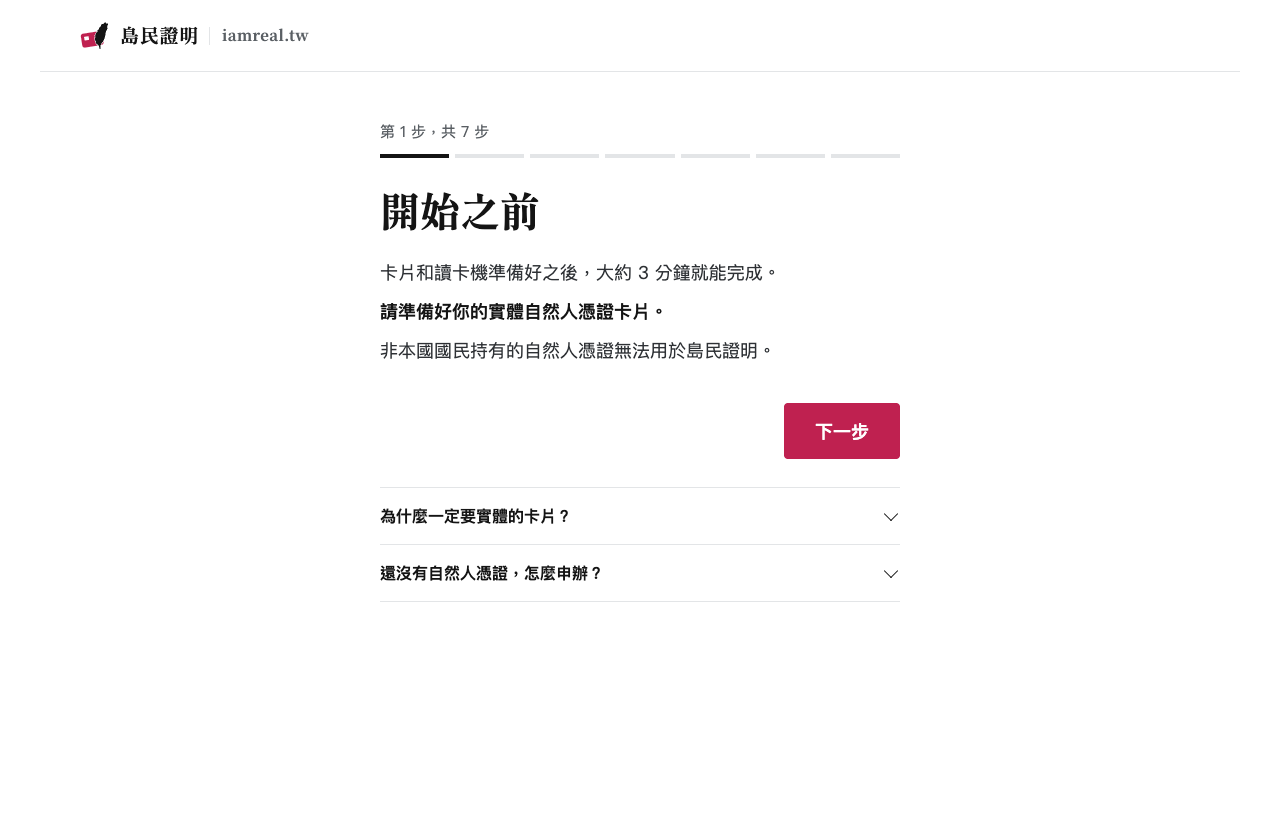 島民證明 iamreal.tw
第 1 步，共 7 步
開始之前
卡片和讀卡機準備好之後，大約 3 分鐘就能完成。
請準備好你的實體自然人憑證卡片。
非本國國民持有的自然人憑證無法用於島民證明。
下一步
為什麼一定要實體的卡片？
還沒有自然人憑證，怎麼申辦？